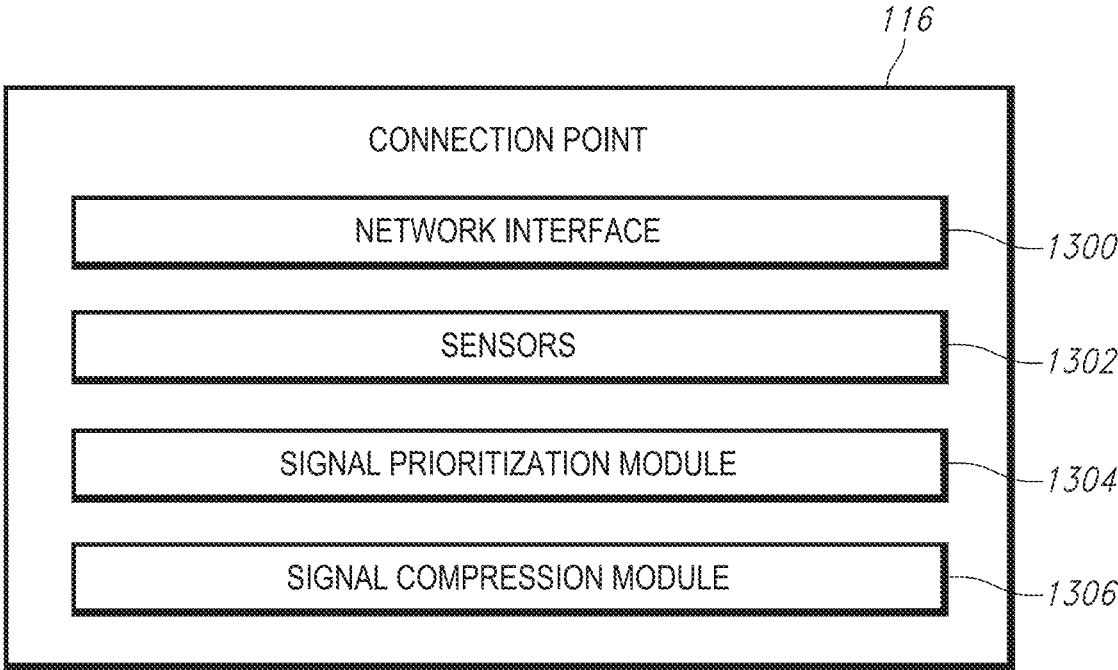 116
CONNECTION POINT
NETWORK INTERFACE
1300
SENSORS
1302
SIGNAL PRIORITIZATION MODULE
1304
SIGNAL COMPRESSION MODULE
1306